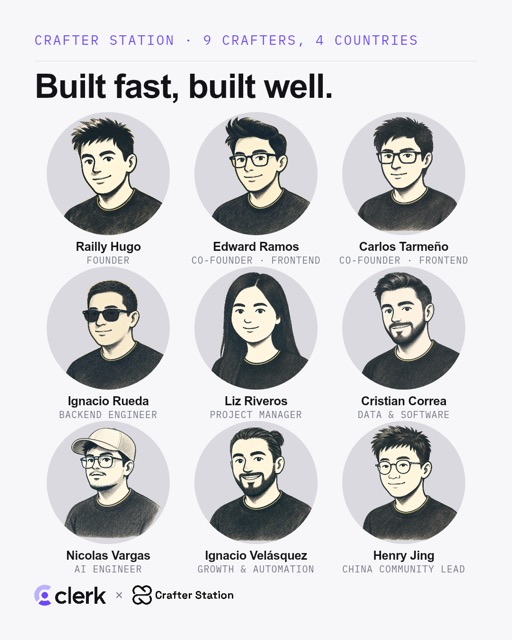 CRAFTER STATION · 9 CRAFTERS, 4 COUNTRIES
Built fast, built well.
Railly Hugo
FOUNDER
Edward Ramos
CO-FOUNDER · FRONTEND
Carlos Tarmeño
CO-FOUNDER · FRONTEND
Ignacio Rueda
BACKEND ENGINEER
Liz Riveros
PROJECT MANAGER
Cristian Correa
DATA & SOFTWARE
Nicolas Vargas
AI ENGINEER
Ignacio Velásquez
GROWTH & AUTOMATION
Henry Jing
CHINA COMMUNITY LEAD
clerk × Crafter Station